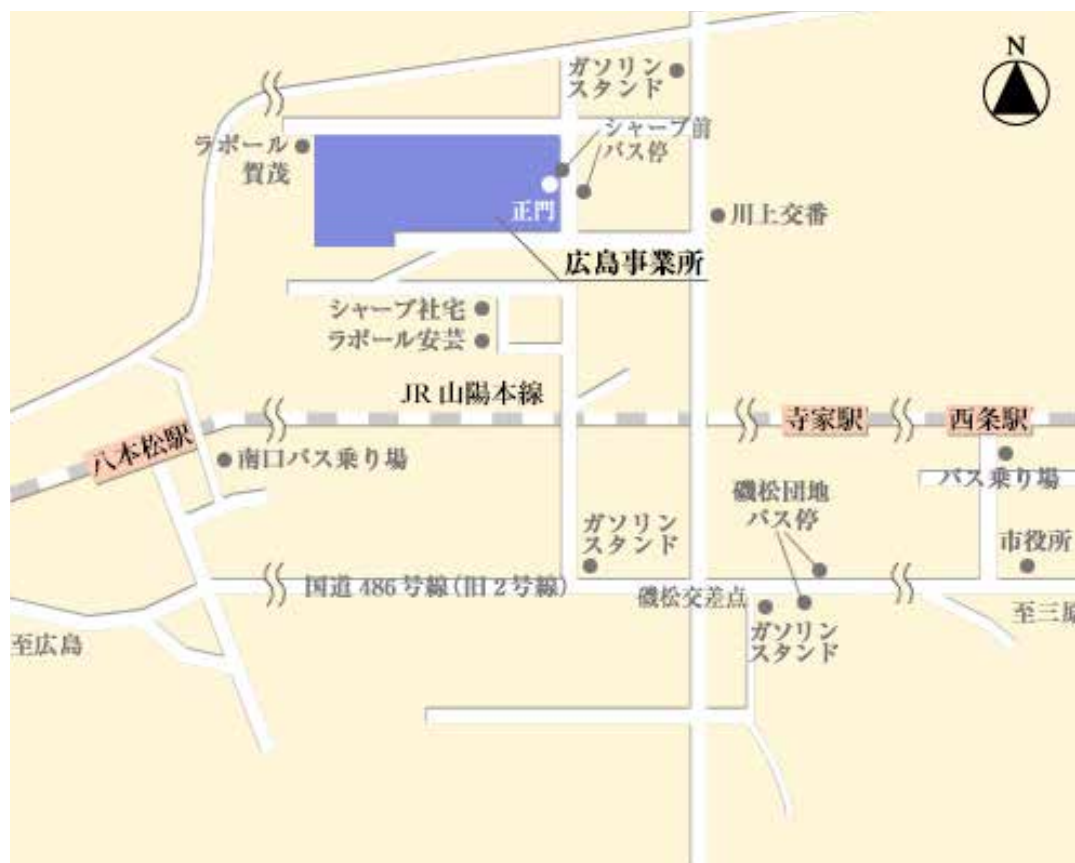 N
ガソリン
スタンド
シャープ前
バス停
ラポール
賀茂
正門
川上交番
広島事業所
シャープ社宅
ラポール安芸
JR 山陽本線
寺家駅
西条駅
八本松駅
南口バス乗り場
バス乗り場
磯松団地
バス停
ガソリン
スタンド
市役所
国道 486 号線(旧 2 号線)
磯松交差点
至三原
至広島
ガソリン
スタンド